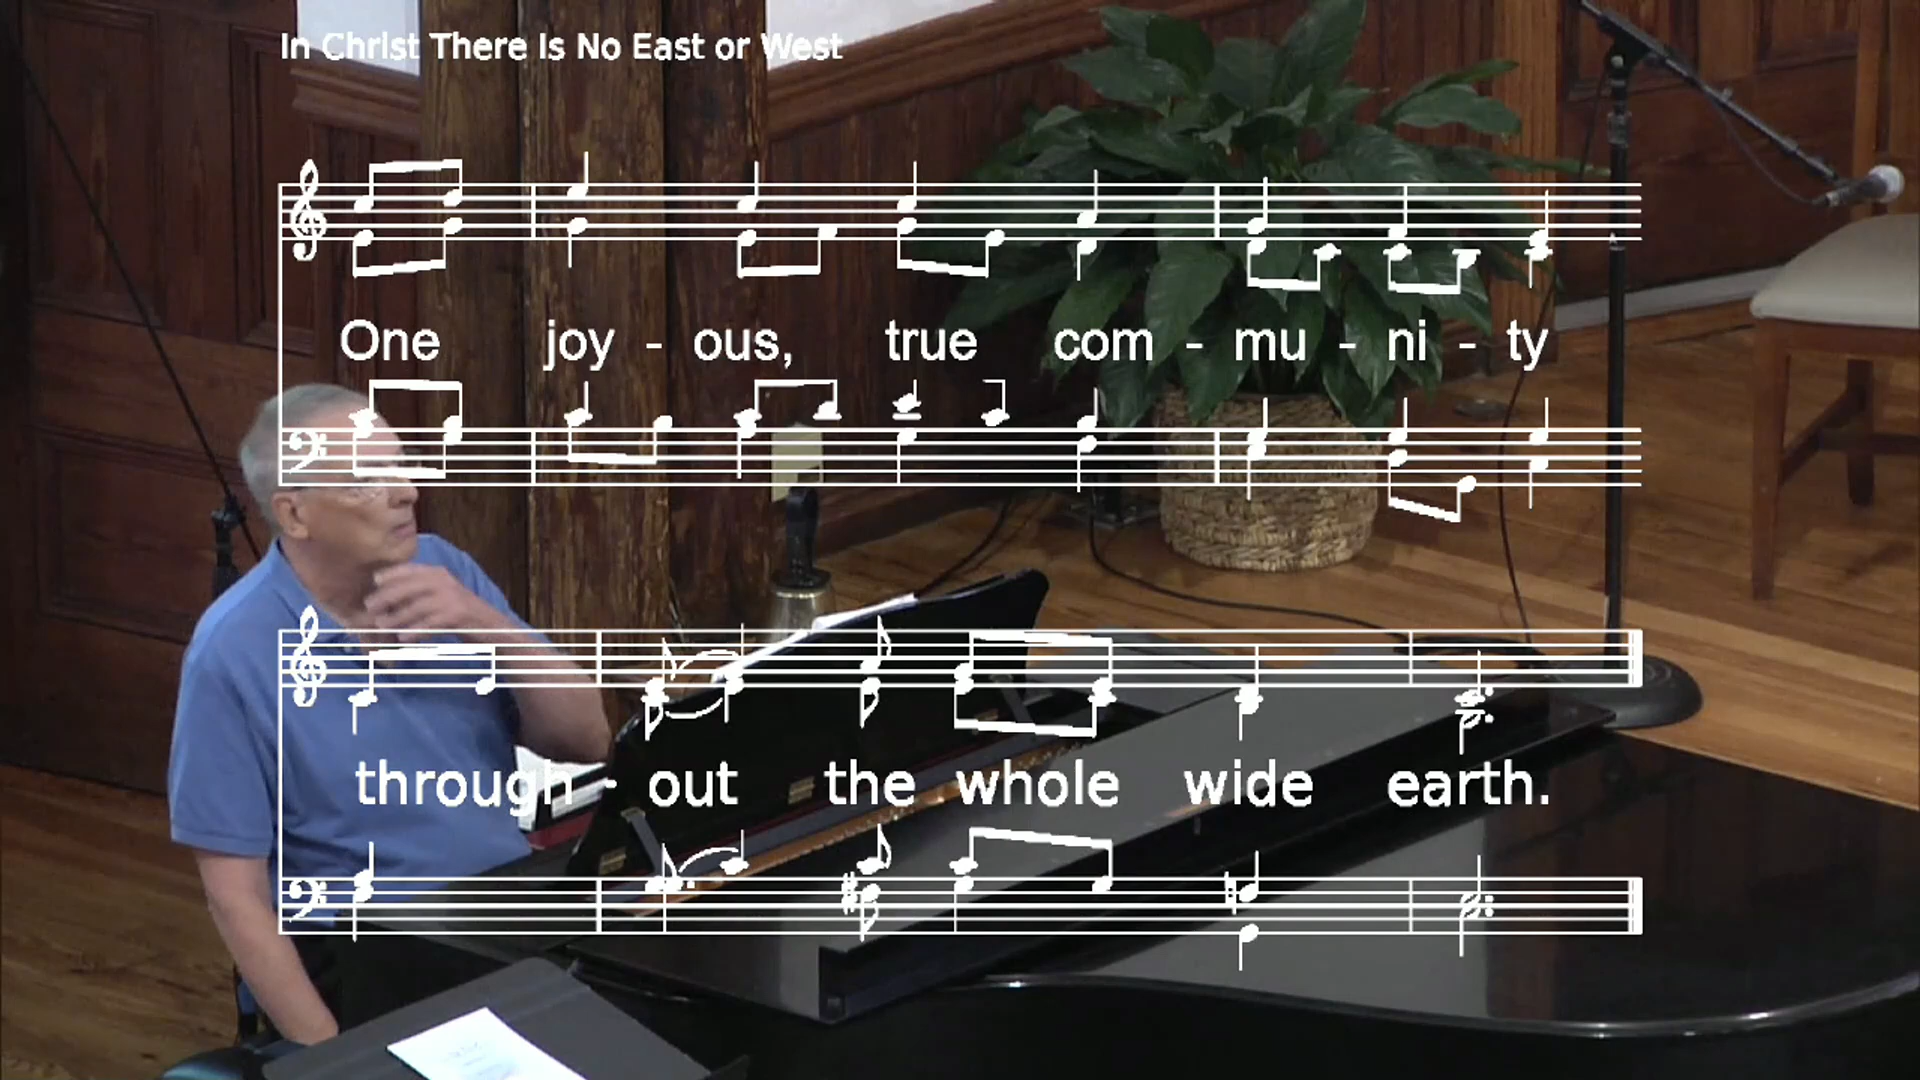 In Christ There Is No East or West
One joy - ous, true com - mu - ni - ty
through - out the whole wide earth.